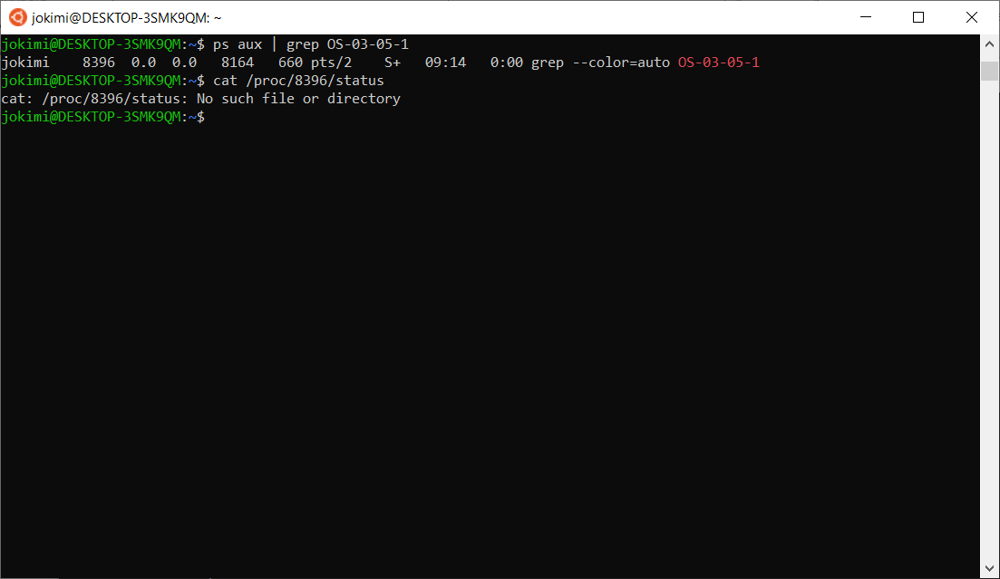 jokimi@DESKTOP-3SMK9QM: ~
jokimi@DESKTOP-3SMK9QM:~$ ps aux | grep OS-03-05-1
jokimi    8396  0.0  0.0   8164   660 pts/2    S+   09:14   0:00 grep --color=auto OS-03-05-1
jokimi@DESKTOP-3SMK9QM:~$ cat /proc/8396/status
cat: /proc/8396/status: No such file or directory
jokimi@DESKTOP-3SMK9QM:~$